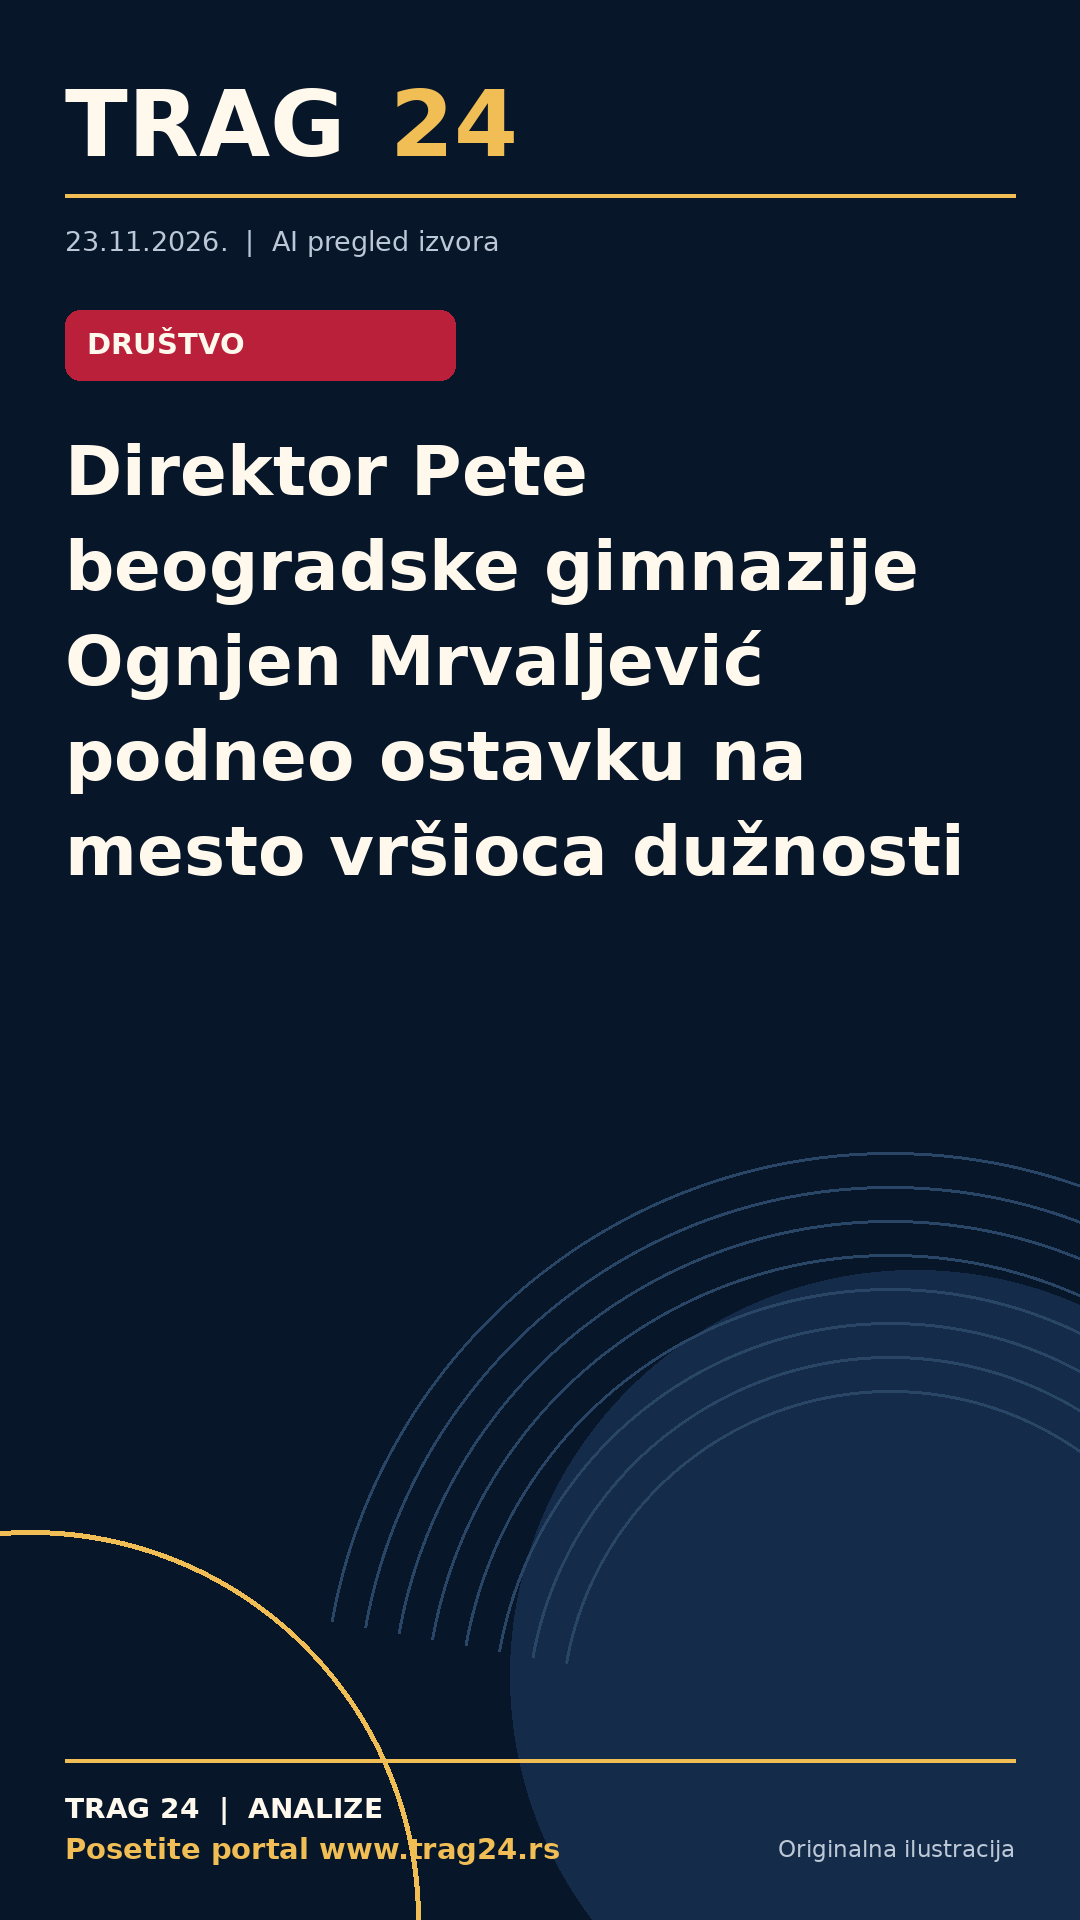 TRAG 24
23.11.2026. | AI pregled izvora
DRUŠTVO
Direktor Pete
beogradske gimnazije
Ognjen Mrvaljević
podneo ostavku na
mesto vršioca dužnosti
TRAG 24 | ANALIZE
Posetite portal www.trag24.rs
Originalna ilustracija